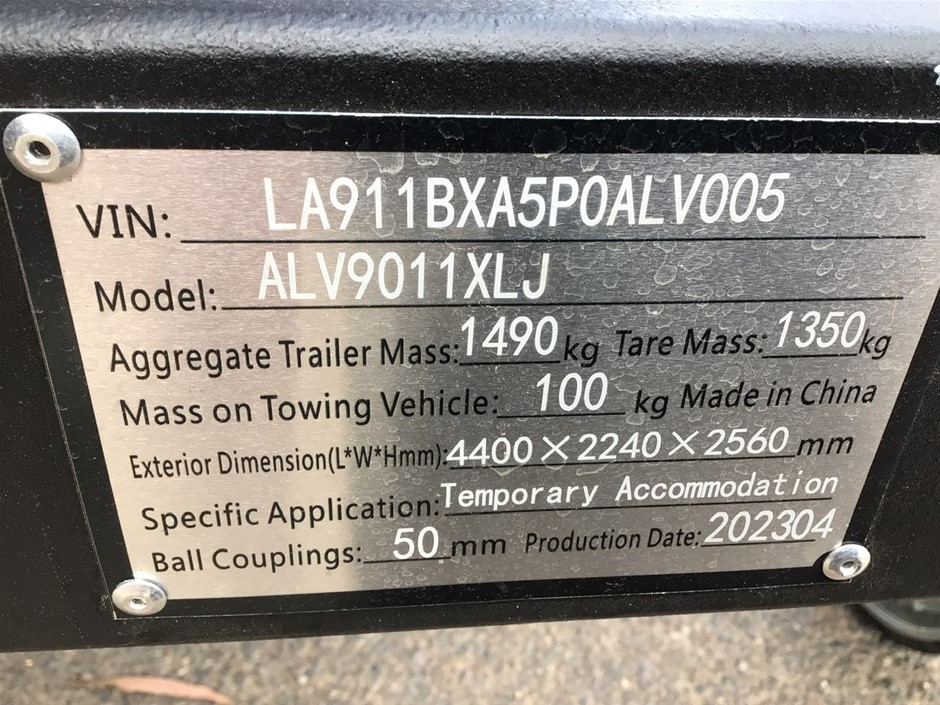 VIN: LA911BXA5P0ALV005
Model: ALV9011XLJ
Aggregate Trailer Mass: 1490 kg Tare Mass: 1350 kg
Mass on Towing Vehicle: 100 kg Made in China
Exterior Dimension(L*W*Hmm): 4400×2240×2560 mm
Specific Application: Temporary Accommodation
Ball Couplings: 50 mm Production Date: 202304